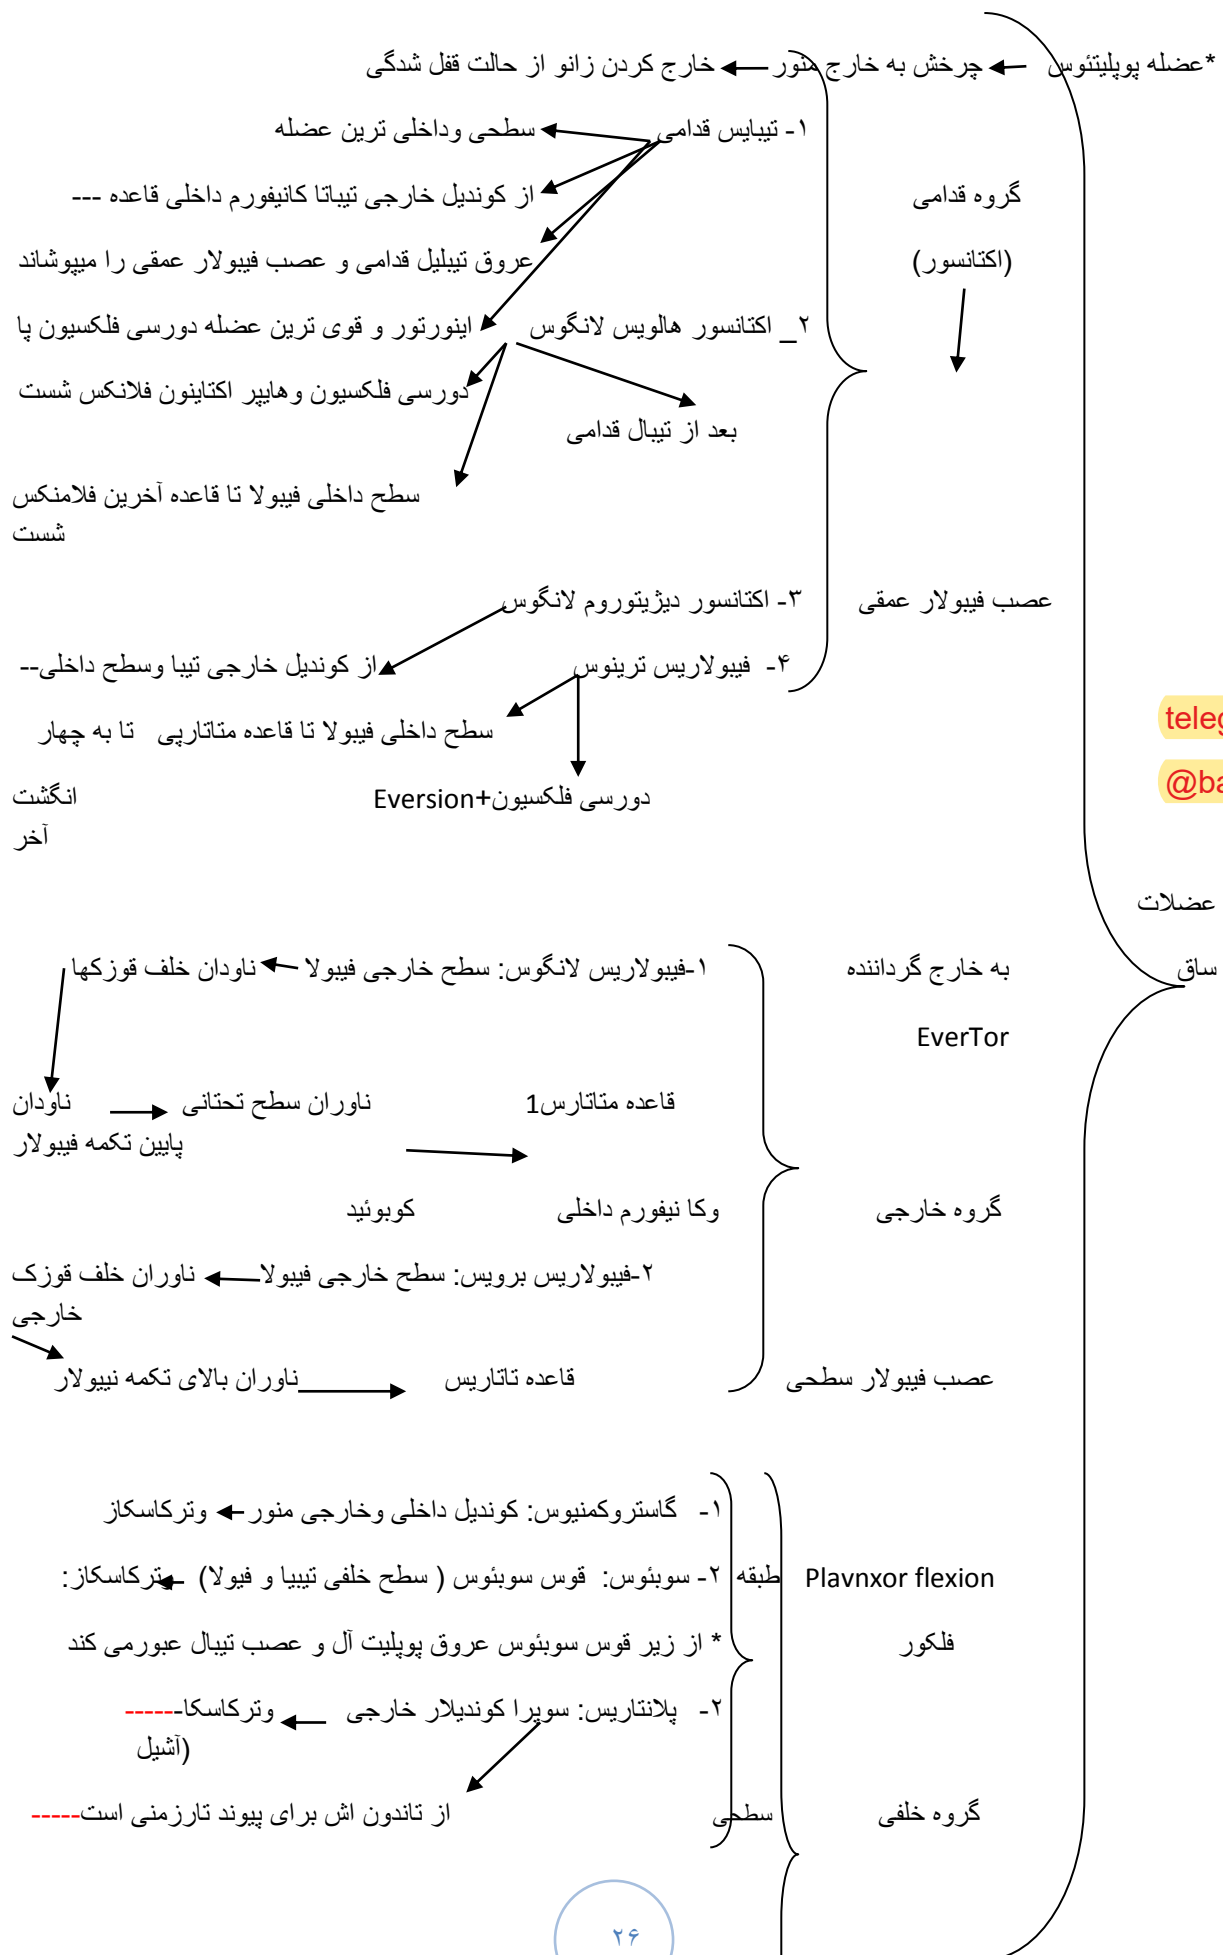 *عضله پوپلیتئوس چرخش به خارج منور خارج کردن زانو از حالت قفل شدگی
۱- تیبایس قدامی سطحی وداخلی ترین عضله
گروه قدامی از کوندیل خارجی تیباتا کانیفورم داخلی قاعده ---
(اکتانسور) عروق تیبلیل قدامی و عصب فیبولار عمقی را میپوشاند
۲_ اکتانسور هالویس لانگوس اینورتور و قوی ترین عضله دورسی فلکسیون پا
دورسی فلکسیون وهایپر اکتاینون فلانکس شست
بعد از تیبال قدامی
سطح داخلی فیبولا تا قاعده آخرین فلامنکس
شست
عصب فیبولار عمقی ۳- اکتانسور دیژیتوروم لانگوس
۴- فیبولاریس ترینوس از کوندیل خارجی تیبا وسطح داخلی--
سطح داخلی فیبولا تا قاعده متاتارپی تا به چهار
دورسی فلکسیون+Eversion انگشت
آخر
عضلات
ساق به خارج گرداننده ۱-فیبولاریس لانگوس: سطح خارجی فیبولا ناودان خلف قوزکها
EverTor
قاعده متاتارس1 ناوران سطح تحتانی ناودان
پایین تکمه فیبولار
گروه خارجی وکا نیفورم داخلی کوبوئید
۲-فیبولاریس برویس: سطح خارجی فیبولا ناوران خلف قوزک
خارجی
عصب فیبولار سطحی قاعده تاتاریس ناوران بالای تکمه نییولار
۱- گاستروکمنیوس: کوندیل داخلی وخارجی منور وترکاسکاز
Plavnxor flexion طبقه ۲- سوبئوس: قوس سوبئوس ( سطح خلفی تیبیا و فیولا) وترکاسکاز:
فلکور * از زیر قوس سوبئوس عروق پوپلیت آل و عصب تیبال عبورمی کند
۲- پلانتاریس: سوپرا کوندیلار خارجی وترکاسکا------
(آشیل
گروه خلفی سطحی از تاندون اش برای پیوند تارزمنی است-----
۲۶